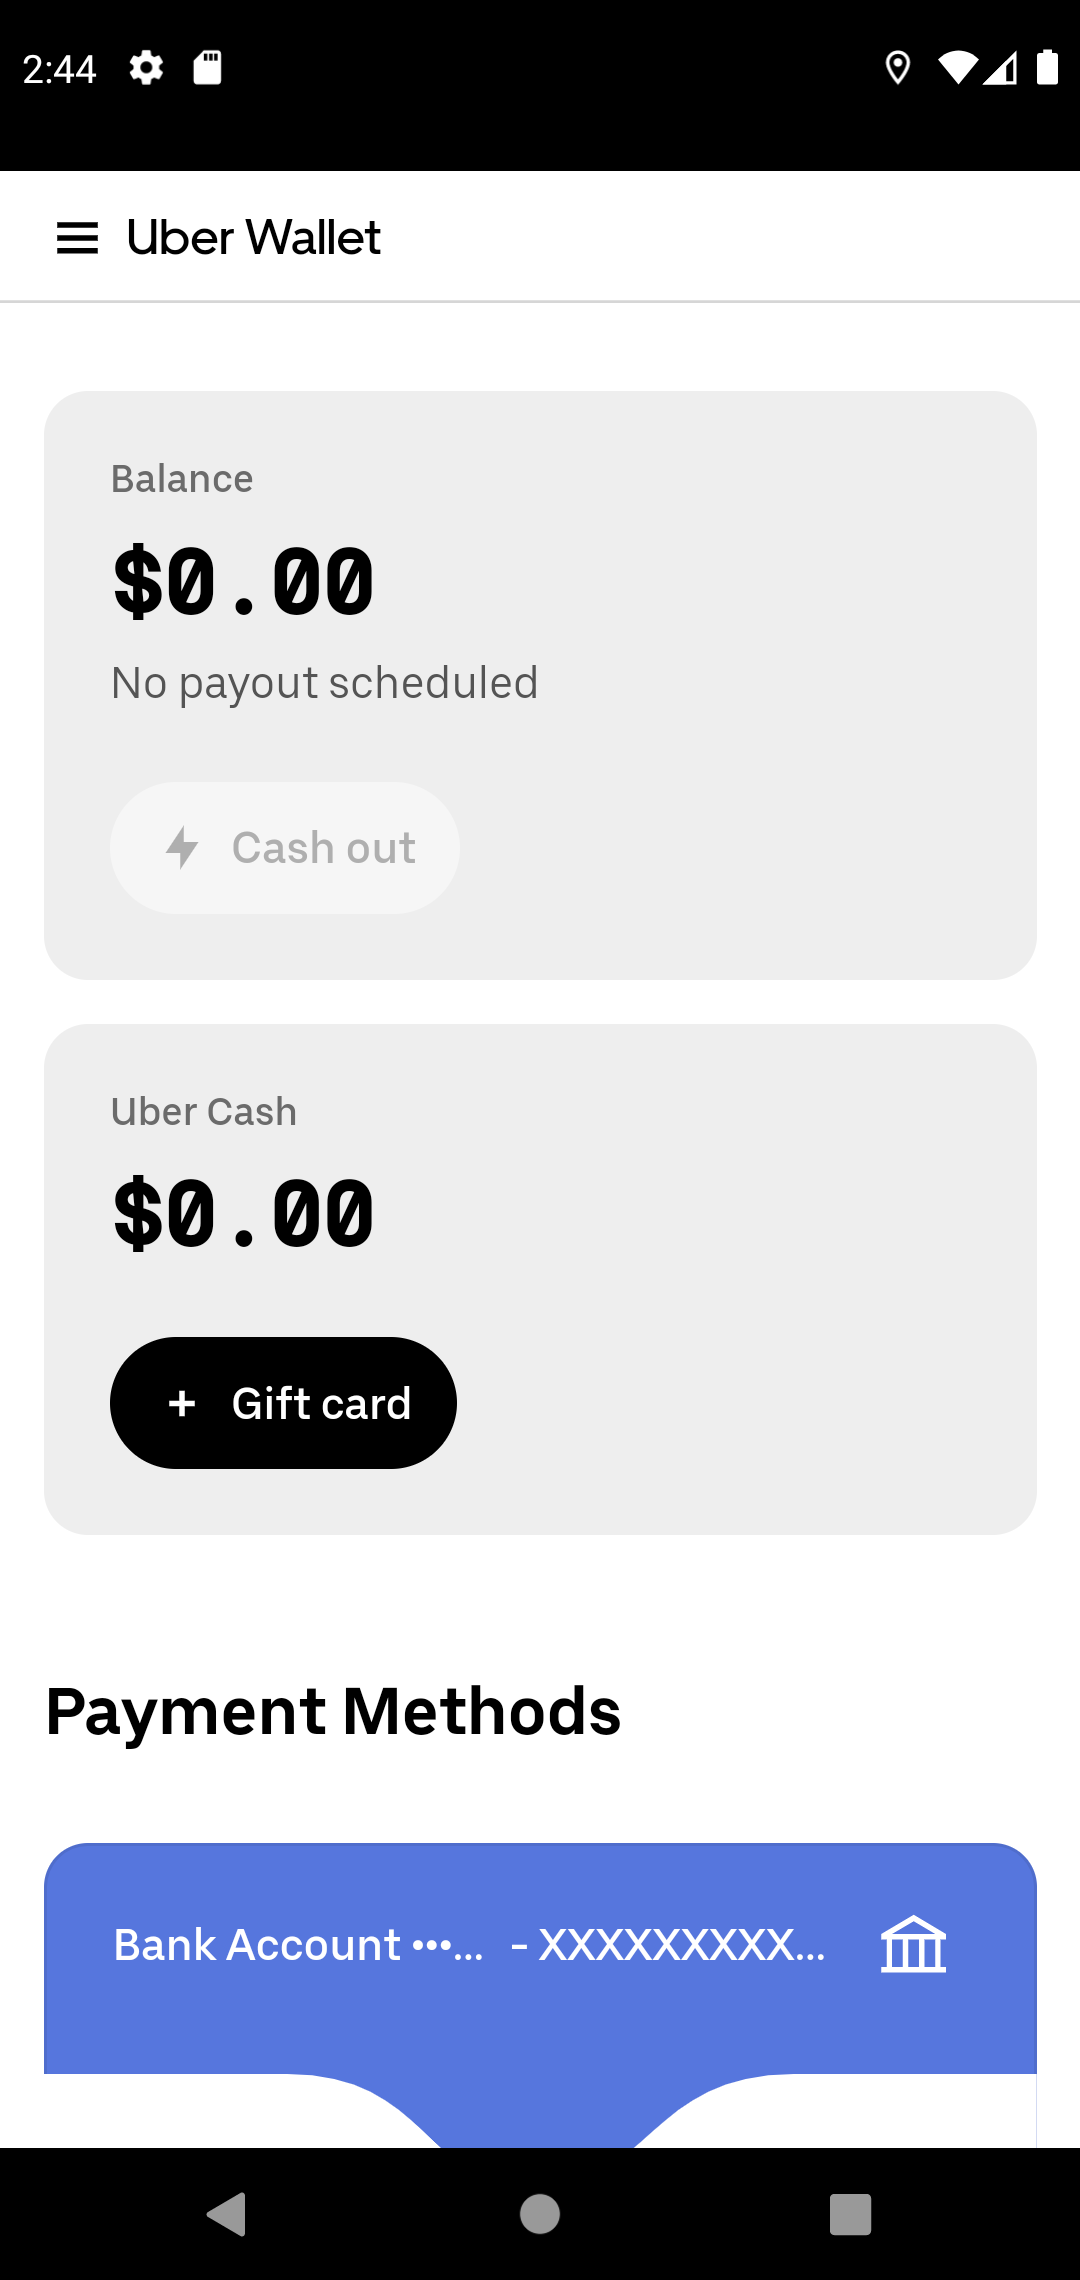 2:44
Uber Wallet
Balance
$0.00
No payout scheduled
Cash out
Uber Cash
$0.00
+ Gift card
Payment Methods
Bank Account •••... - XXXXXXXXX...